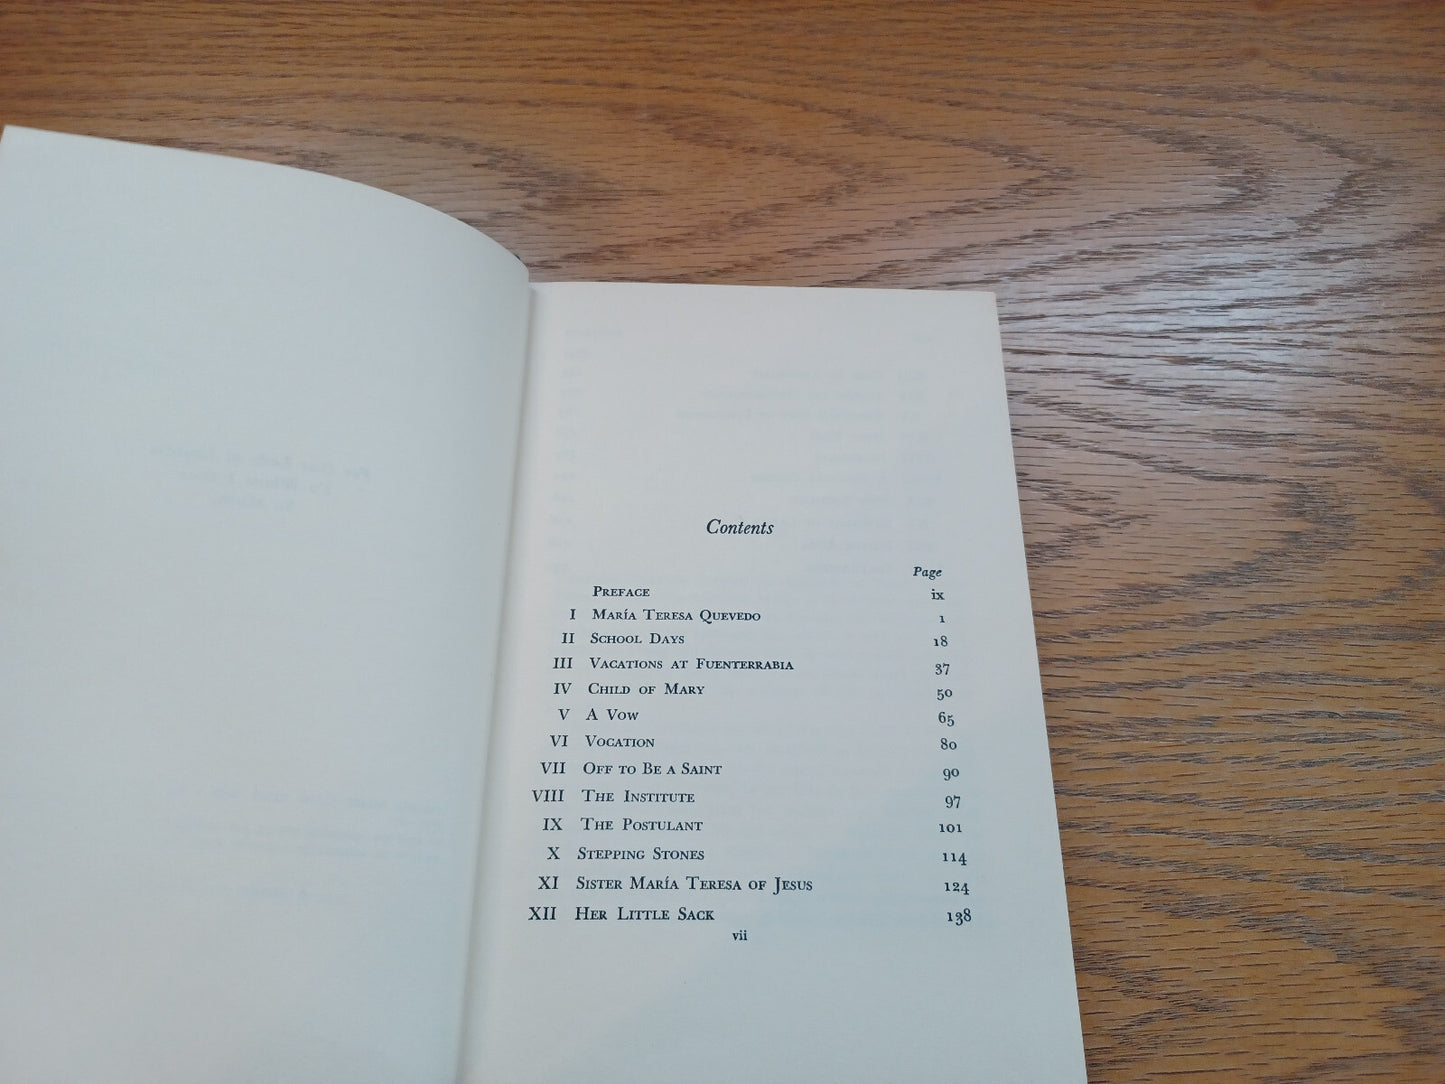 Contents
Page
Preface ix
I María Teresa Quevedo 1
II School Days 18
III Vacations at Fuenterrabia 37
IV Child of Mary 50
V A Vow 65
VI Vocation 80
VII Off to Be a Saint 90
VIII The Institute 97
IX The Postulant 101
X Stepping Stones 114
XI Sister María Teresa of Jesus 124
XII Her Little Sack 138
vii